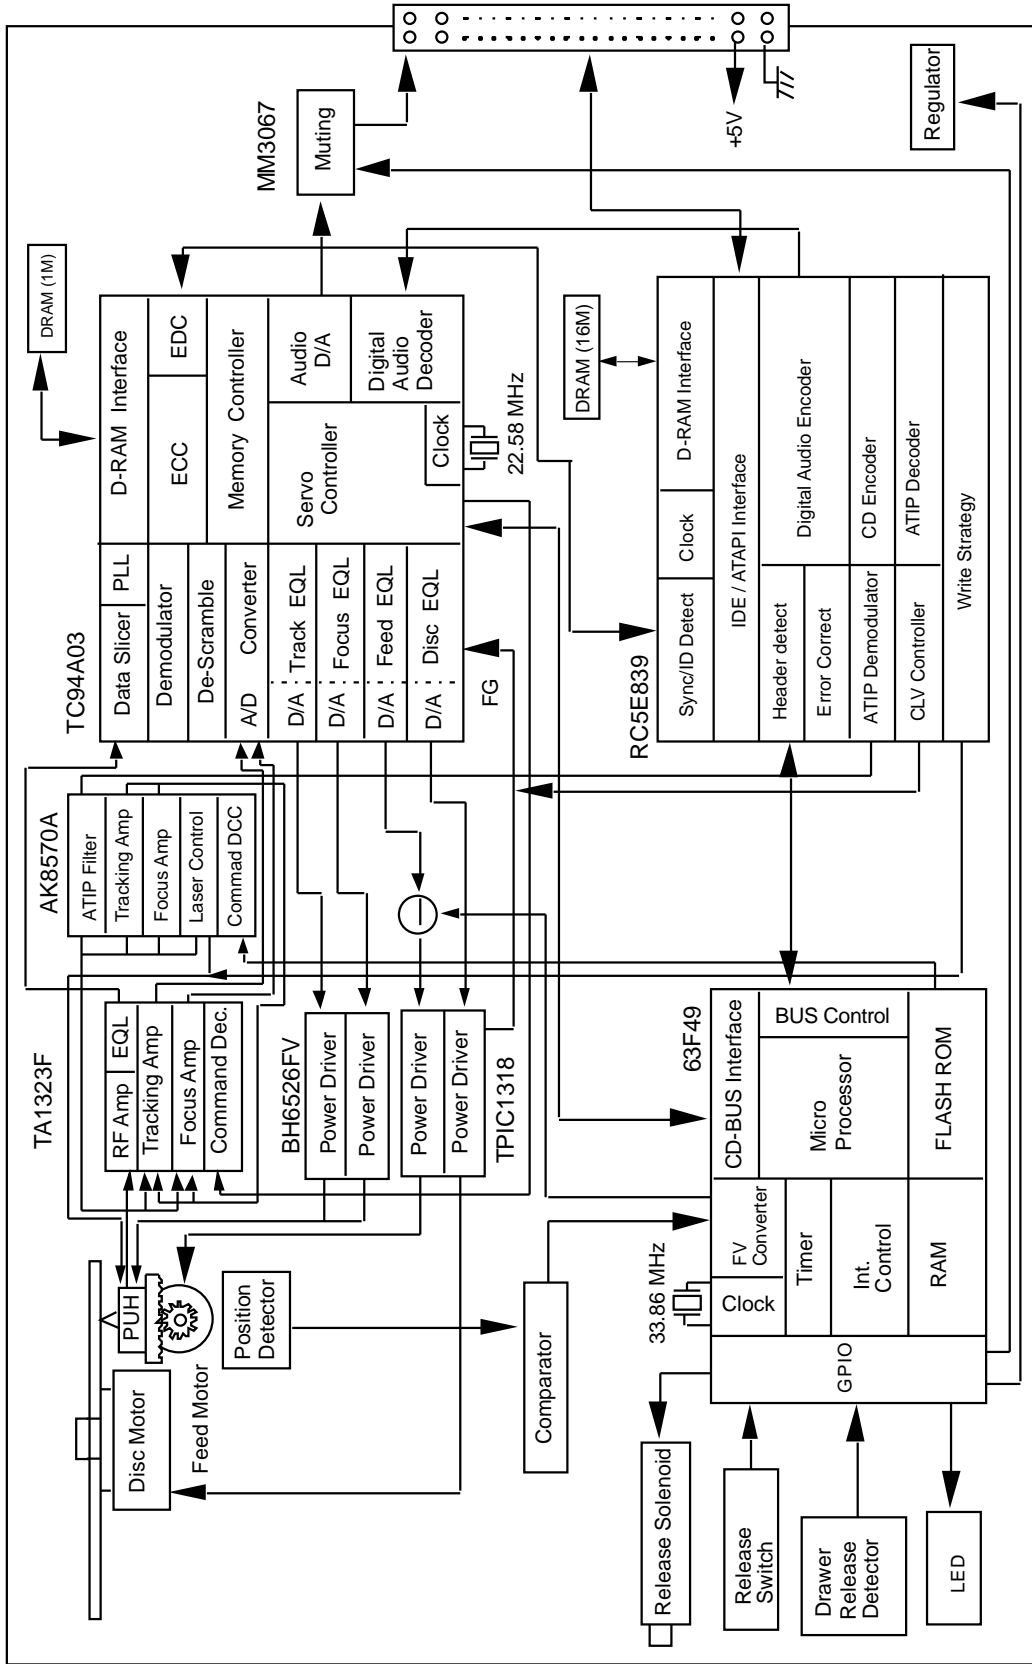 TA1323F
RF Amp
EQL
Tracking Amp
Focus Amp
Command Dec.
AK8570A
ATIP Filter
Tracking Amp
Focus Amp
Laser Control
Commad DCC
TC94A03
Data Slicer
PLL
D-RAM Interface
Demodulator
ECC
EDC
De-Scramble
Memory Controller
A/D
Converter
D/A
Track EQL
D/A
Focus EQL
D/A
Feed EQL
D/A
Disc EQL
Servo
Controller
Audio
D/A
Digital
Audio
Decoder
Clock
22.58 MHz
FG
DRAM (1M)
MM3067
Muting
+5V
Regulator
Disc Motor
PUH
Feed Motor
Position
Detector
BH6526FV
Power Driver
Power Driver
Power Driver
Power Driver
TPIC1318
Comparator
DRAM (16M)
RC5E839
Sync/ID Detect
Clock
D-RAM Interface
IDE / ATAPI Interface
Header detect
Error Correct
Digital Audio Encoder
ATIP Demodulator
CD Encoder
CLV Controller
ATIP Decoder
Write Strategy
63F49
33.86 MHz
Clock
FV
Converter
CD-BUS Interface
BUS Control
Timer
Micro
Processor
Int.
Control
RAM
FLASH ROM
GPIO
Release Solenoid
Release
Switch
Drawer
Release
Detector
LED